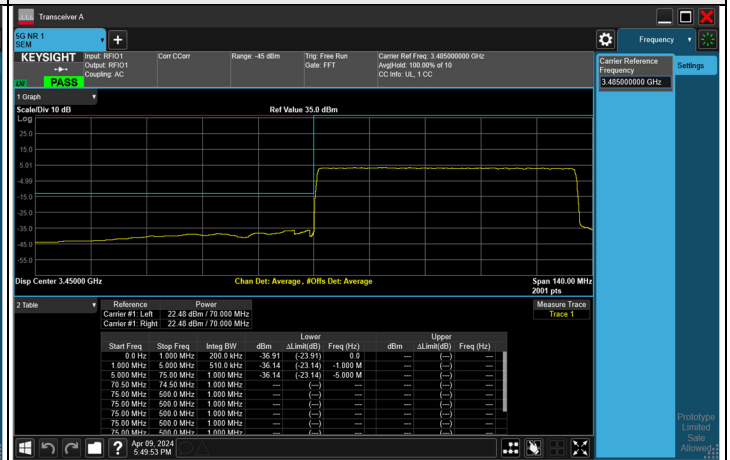 Transceiver A
5G NR 1
SEM
+
Frequency
KEYSIGHT
LXI
PASS
Input: RFIO1
Output: RFIO1
Coupling: AC
Corr CCorr
Range: -45 dBm
Trig: Free Run
Gate: FFT
Carrier Ref Freq: 3.485000000 GHz
Avg|Hold: 100.00% of 10
CC Info: UL, 1 CC
Carrier Reference
Frequency
3.485000000 GHz
Settings
1 Graph
Scale/Div 10 dB
Ref Value 35.0 dBm
Log
25.0
15.0
5.01
-4.99
-15.0
-25.0
-35.0
-45.0
-55.0
Disp Center 3.45000 GHz
Chan Det: Average, #Offs Det: Average
Span 140.00 MHz
2001 pts
2 Table
Reference Power
Carrier #1: Left 22.48 dBm / 70.000 MHz
Carrier #1: Right 22.48 dBm / 70.000 MHz
Measure Trace
Trace 1
Lower Upper
Start Freq Stop Freq Integ BW dBm ΔLimit(dB) Freq (Hz) dBm ΔLimit(dB) Freq (Hz)
0.0 Hz 1.000 MHz 200.0 kHz -36.91 (-23.91) 0.0 --- (---) ---
1.000 MHz 5.000 MHz 510.0 kHz -36.14 (-23.14) -1.000 M --- (---) ---
5.000 MHz 75.00 MHz 1.000 MHz -36.14 (-23.14) -5.000 M --- (---) ---
70.50 MHz 74.50 MHz 1.000 MHz --- (---) --- --- (---) ---
75.00 MHz 500.0 MHz 1.000 MHz --- (---) --- --- (---) ---
75.00 MHz 500.0 MHz 1.000 MHz --- (---) --- --- (---) ---
75.00 MHz 500.0 MHz 1.000 MHz --- (---) --- --- (---) ---
75.00 MHz 500.0 MHz 1.000 MHz --- (---) --- --- (---) ---
Prototype
Limited
Sale
Allowed
?
Apr 09, 2024
5:49:53 PM